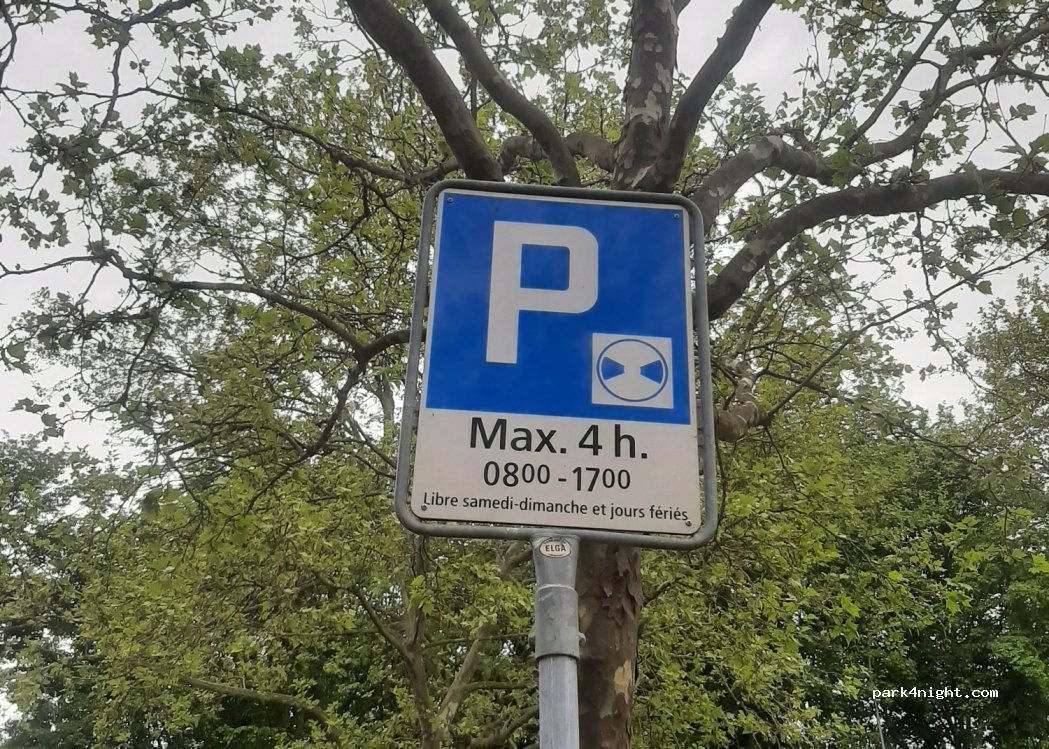 P
Max. 4 h.
08⁰⁰ - 17⁰⁰
Libre samedi-dimanche et jours fériés
ELGA
park4night.com